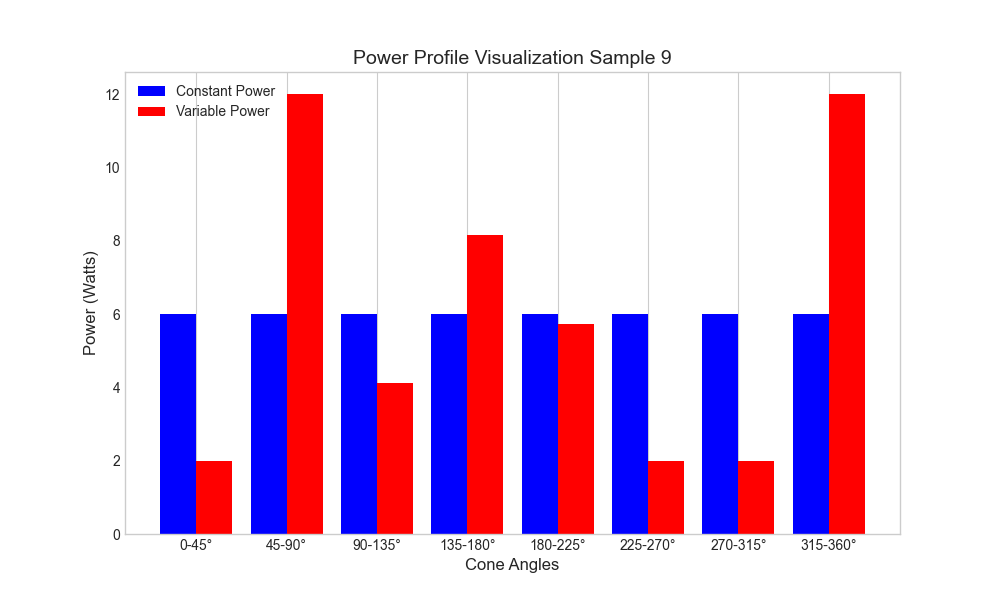 Power Profile Visualization Sample 9
Constant Power
Variable Power
12
10
8
6
4
2
0
Power (Watts)
0-45° 45-90° 90-135° 135-180° 180-225° 225-270° 270-315° 315-360°
Cone Angles